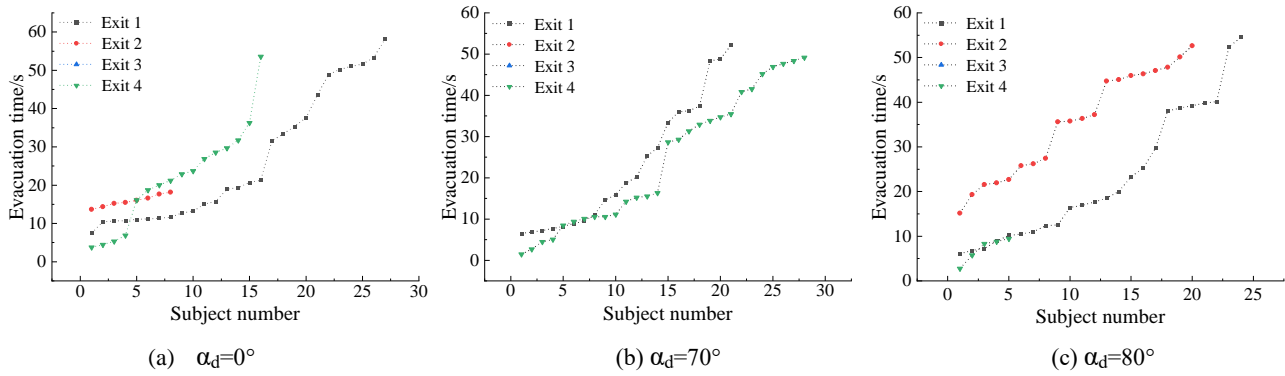 60
50
40
30
20
10
0
Evacuation time/s
Exit 1
Exit 2
Exit 3
Exit 4
0 5 10 15 20 25 30
Subject number
(a) αd=0°
60
50
40
30
20
10
0
Evacuation time/s
Exit 1
Exit 2
Exit 3
Exit 4
0 5 10 15 20 25 30
Subject number
(b) αd=70°
60
50
40
30
20
10
0
Evacuation time/s
Exit 1
Exit 2
Exit 3
Exit 4
0 5 10 15 20 25
Subject number
(c) αd=80°